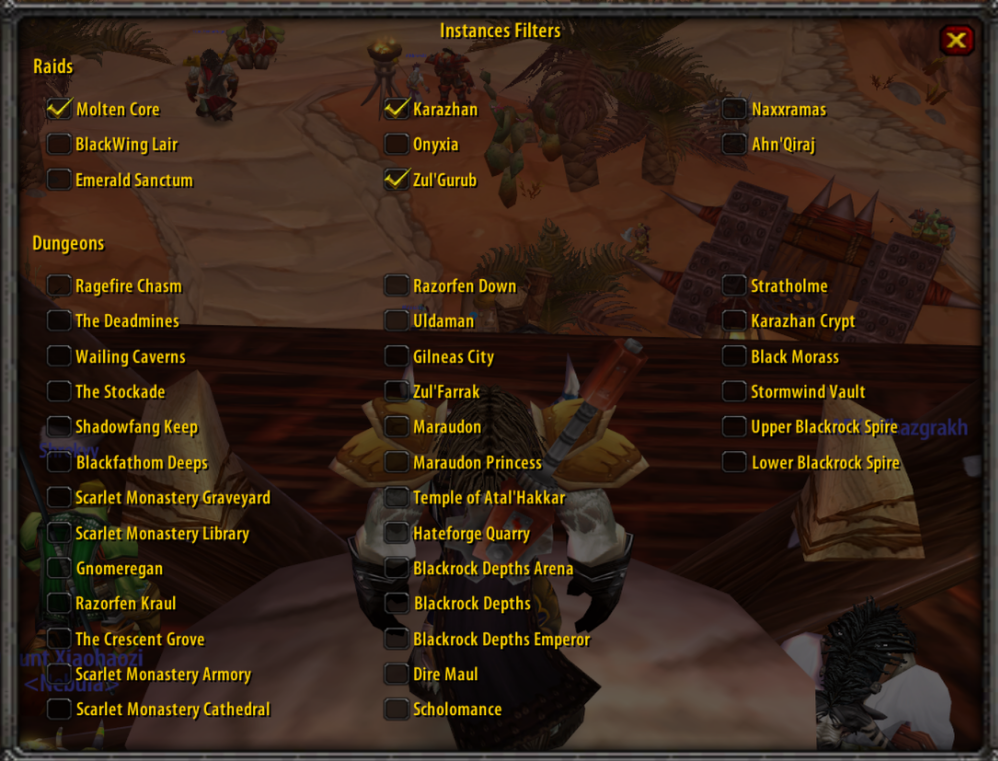 Instances Filters
Raids
Molten Core
BlackWing Lair
Emerald Sanctum
Karazhan
Onyxia
Zul'Gurub
Naxxramas
Ahn'Qiraj
Dungeons
Ragefire Chasm
The Deadmines
Wailing Caverns
The Stockade
Shadowfang Keep
Blackfathom Deeps
Scarlet Monastery Graveyard
Scarlet Monastery Library
Gnomeregan
Razorfen Kraul
The Crescent Grove
Scarlet Monastery Armory
Scarlet Monastery Cathedral
Razorfen Down
Uldaman
Gilneas City
Zul'Farrak
Maraudon
Maraudon Princess
Temple of Atal'Hakkar
Hateforge Quarry
Blackrock Depths Arena
Blackrock Depths
Blackrock Depths Emperor
Dire Maul
Scholomance
Stratholme
Karazhan Crypt
Black Morass
Stormwind Vault
Upper Blackrock Spire
Lower Blackrock Spire
azgrakh
unt Xiaobaozi
<Nebula>